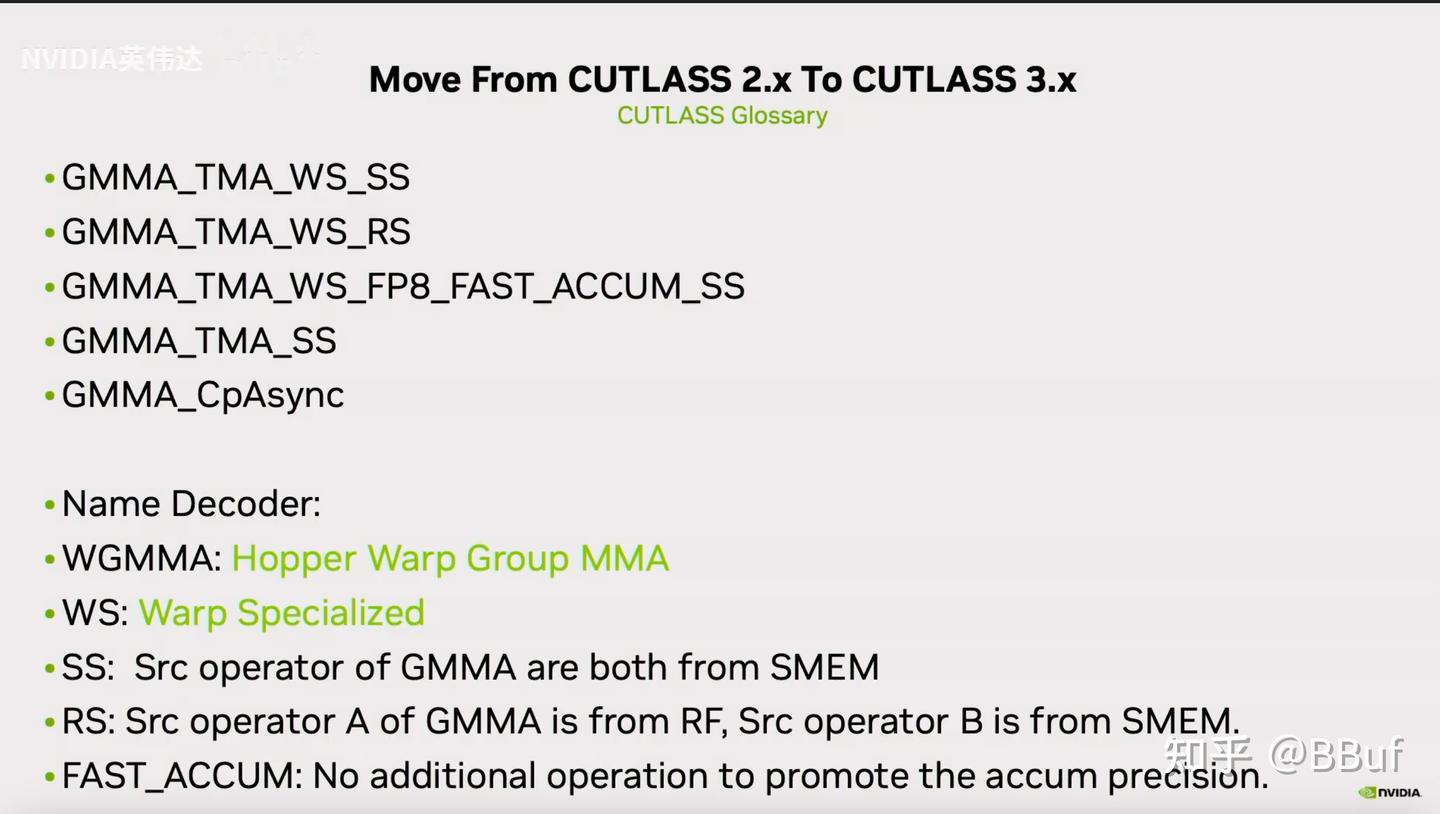 NVIDIA英伟达
Move From CUTLASS 2.x To CUTLASS 3.x
CUTLASS Glossary
• GMMA_TMA_WS_SS
• GMMA_TMA_WS_RS
• GMMA_TMA_WS_FP8_FAST_ACCUM_SS
• GMMA_TMA_SS
• GMMA_CpAsync
• Name Decoder:
• WGMMA: Hopper Warp Group MMA
• WS: Warp Specialized
• SS: Src operator of GMMA are both from SMEM
• RS: Src operator A of GMMA is from RF, Src operator B is from SMEM.
• FAST_ACCUM: No additional operation to promote the accum precision.
知乎 @BBuf
NVIDIA.